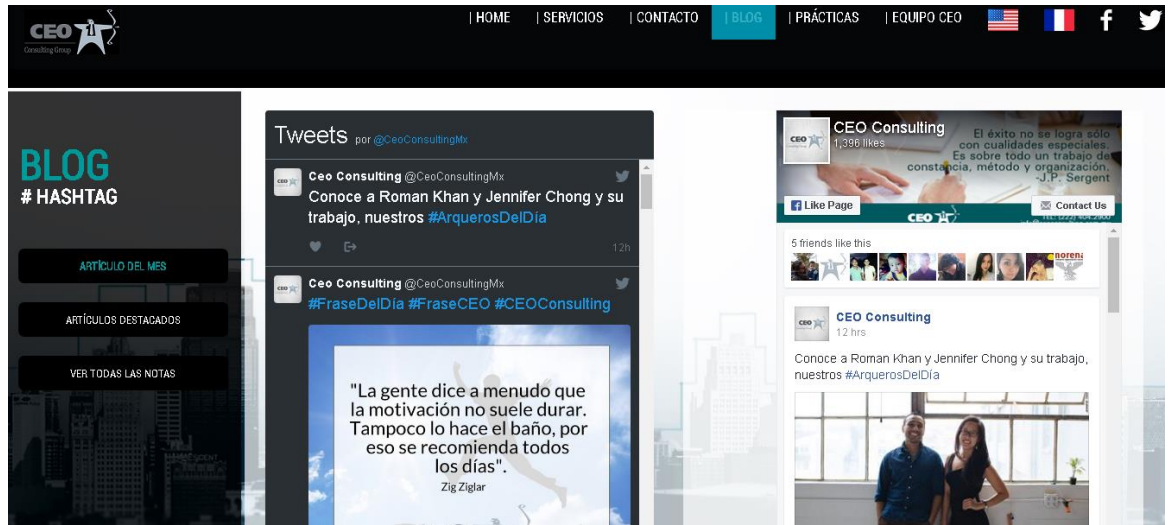 CEO
Consulting Group
| HOME | SERVICIOS | CONTACTO | BLOG | PRÁCTICAS | EQUIPO CEO
BLOG
# HASHTAG
ARTÍCULO DEL MES
ARTÍCULOS DESTACADOS
VER TODAS LAS NOTAS
Tweets por @CeoConsultingMx
Ceo Consulting @CeoConsultingMx
Conoce a Roman Khan y Jennifer Chong y su
trabajo, nuestros #ArquerosDelDía
12h
Ceo Consulting @CeoConsultingMx
#FraseDelDía #FraseCEO #CEOConsulting
"La gente dice a menudo que
la motivación no suele durar.
Tampoco lo hace el baño, por
eso se recomienda todos
los días".
Zig Ziglar
CEO Consulting
1,396 likes
El éxito no se logra sólo
con cualidades especiales.
Es sobre todo un trabajo de
constancia, método y organización.
-J.P. Sergent
Like Page
CEO
Contact Us
5 friends like this
norena
CEO Consulting
12 hrs
Conoce a Roman Khan y Jennifer Chong y su trabajo,
nuestros #ArquerosDelDía